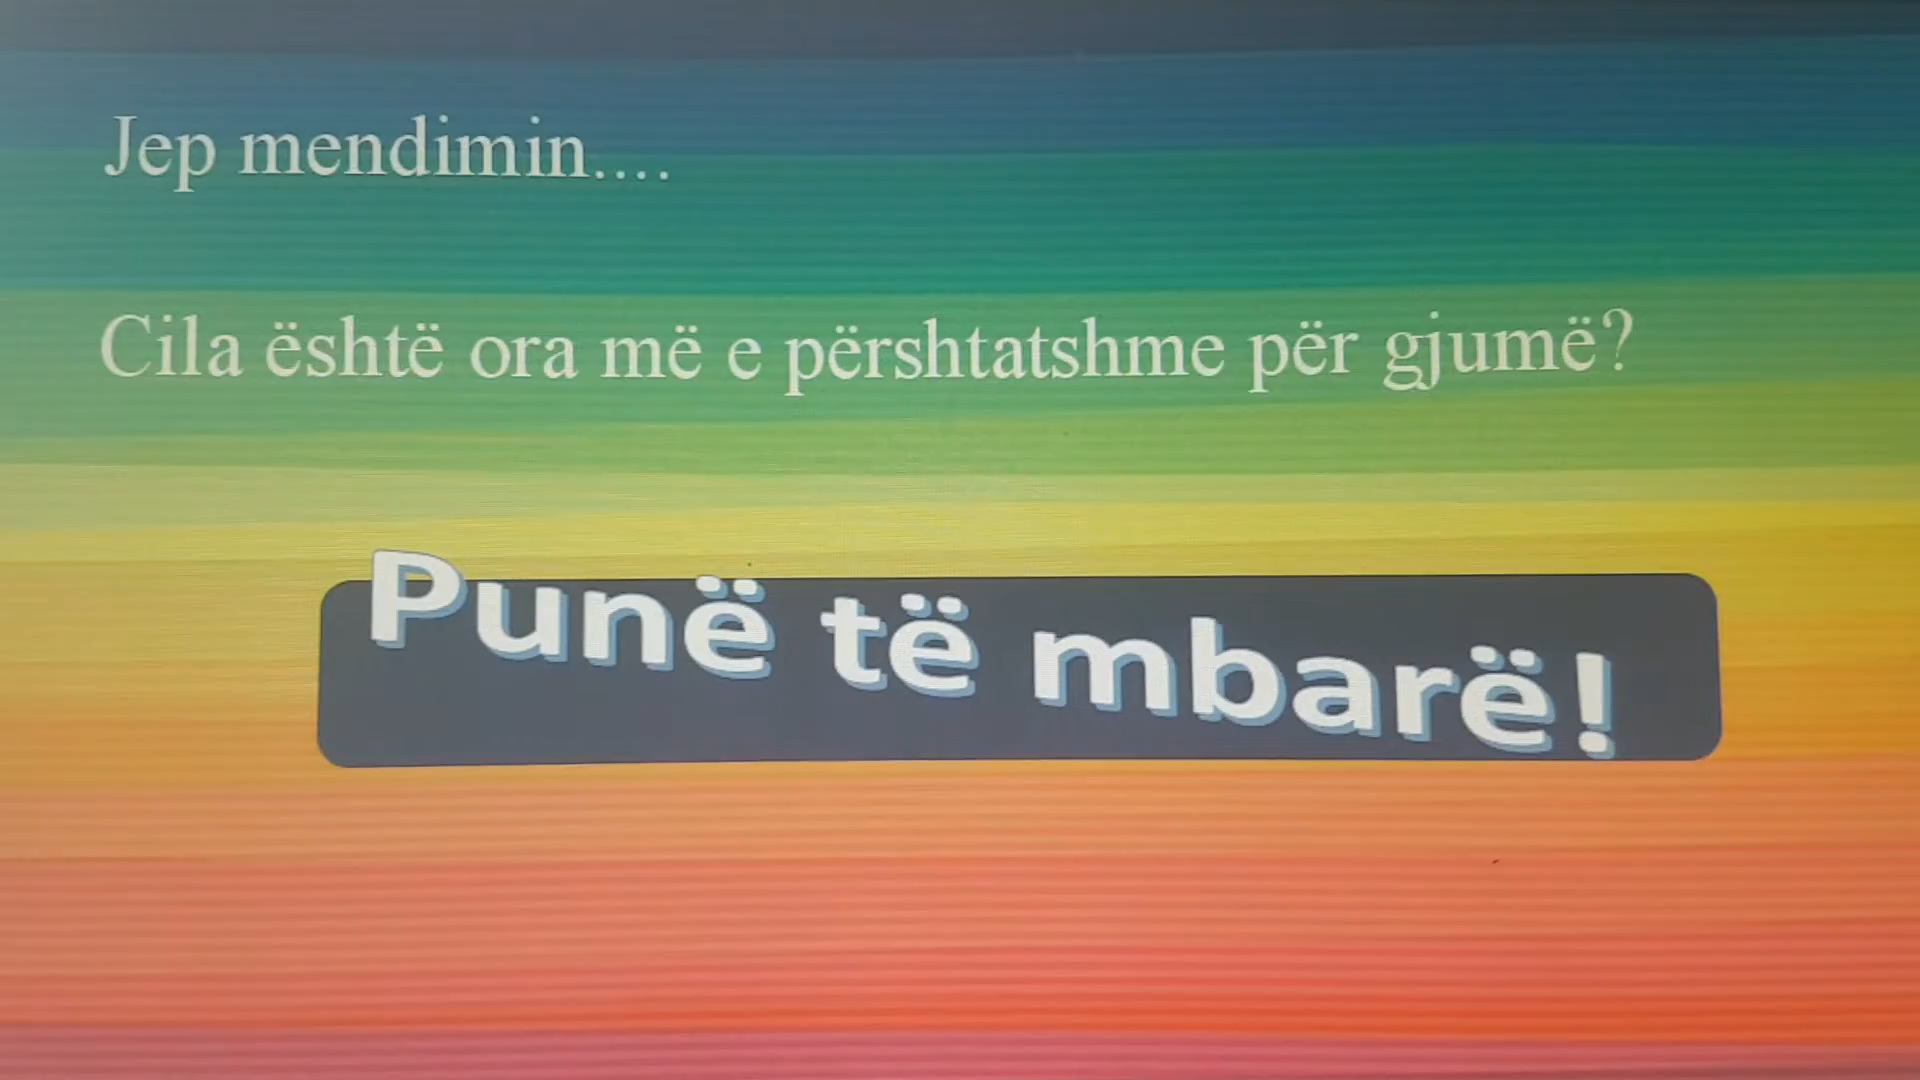 Jep mendimin....
Cila është ora më e përshtatshme për gjumë?
Punë të mbarë!